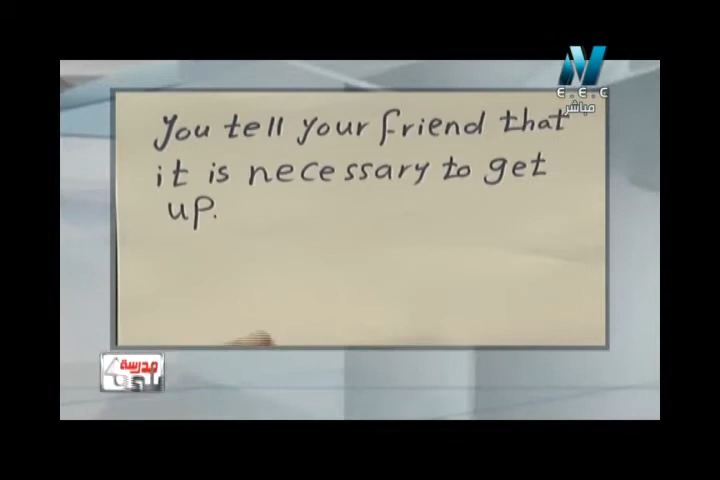 E.E.C
مباشر
You tell your friend that
it is necessary to get
up.
مدرسة